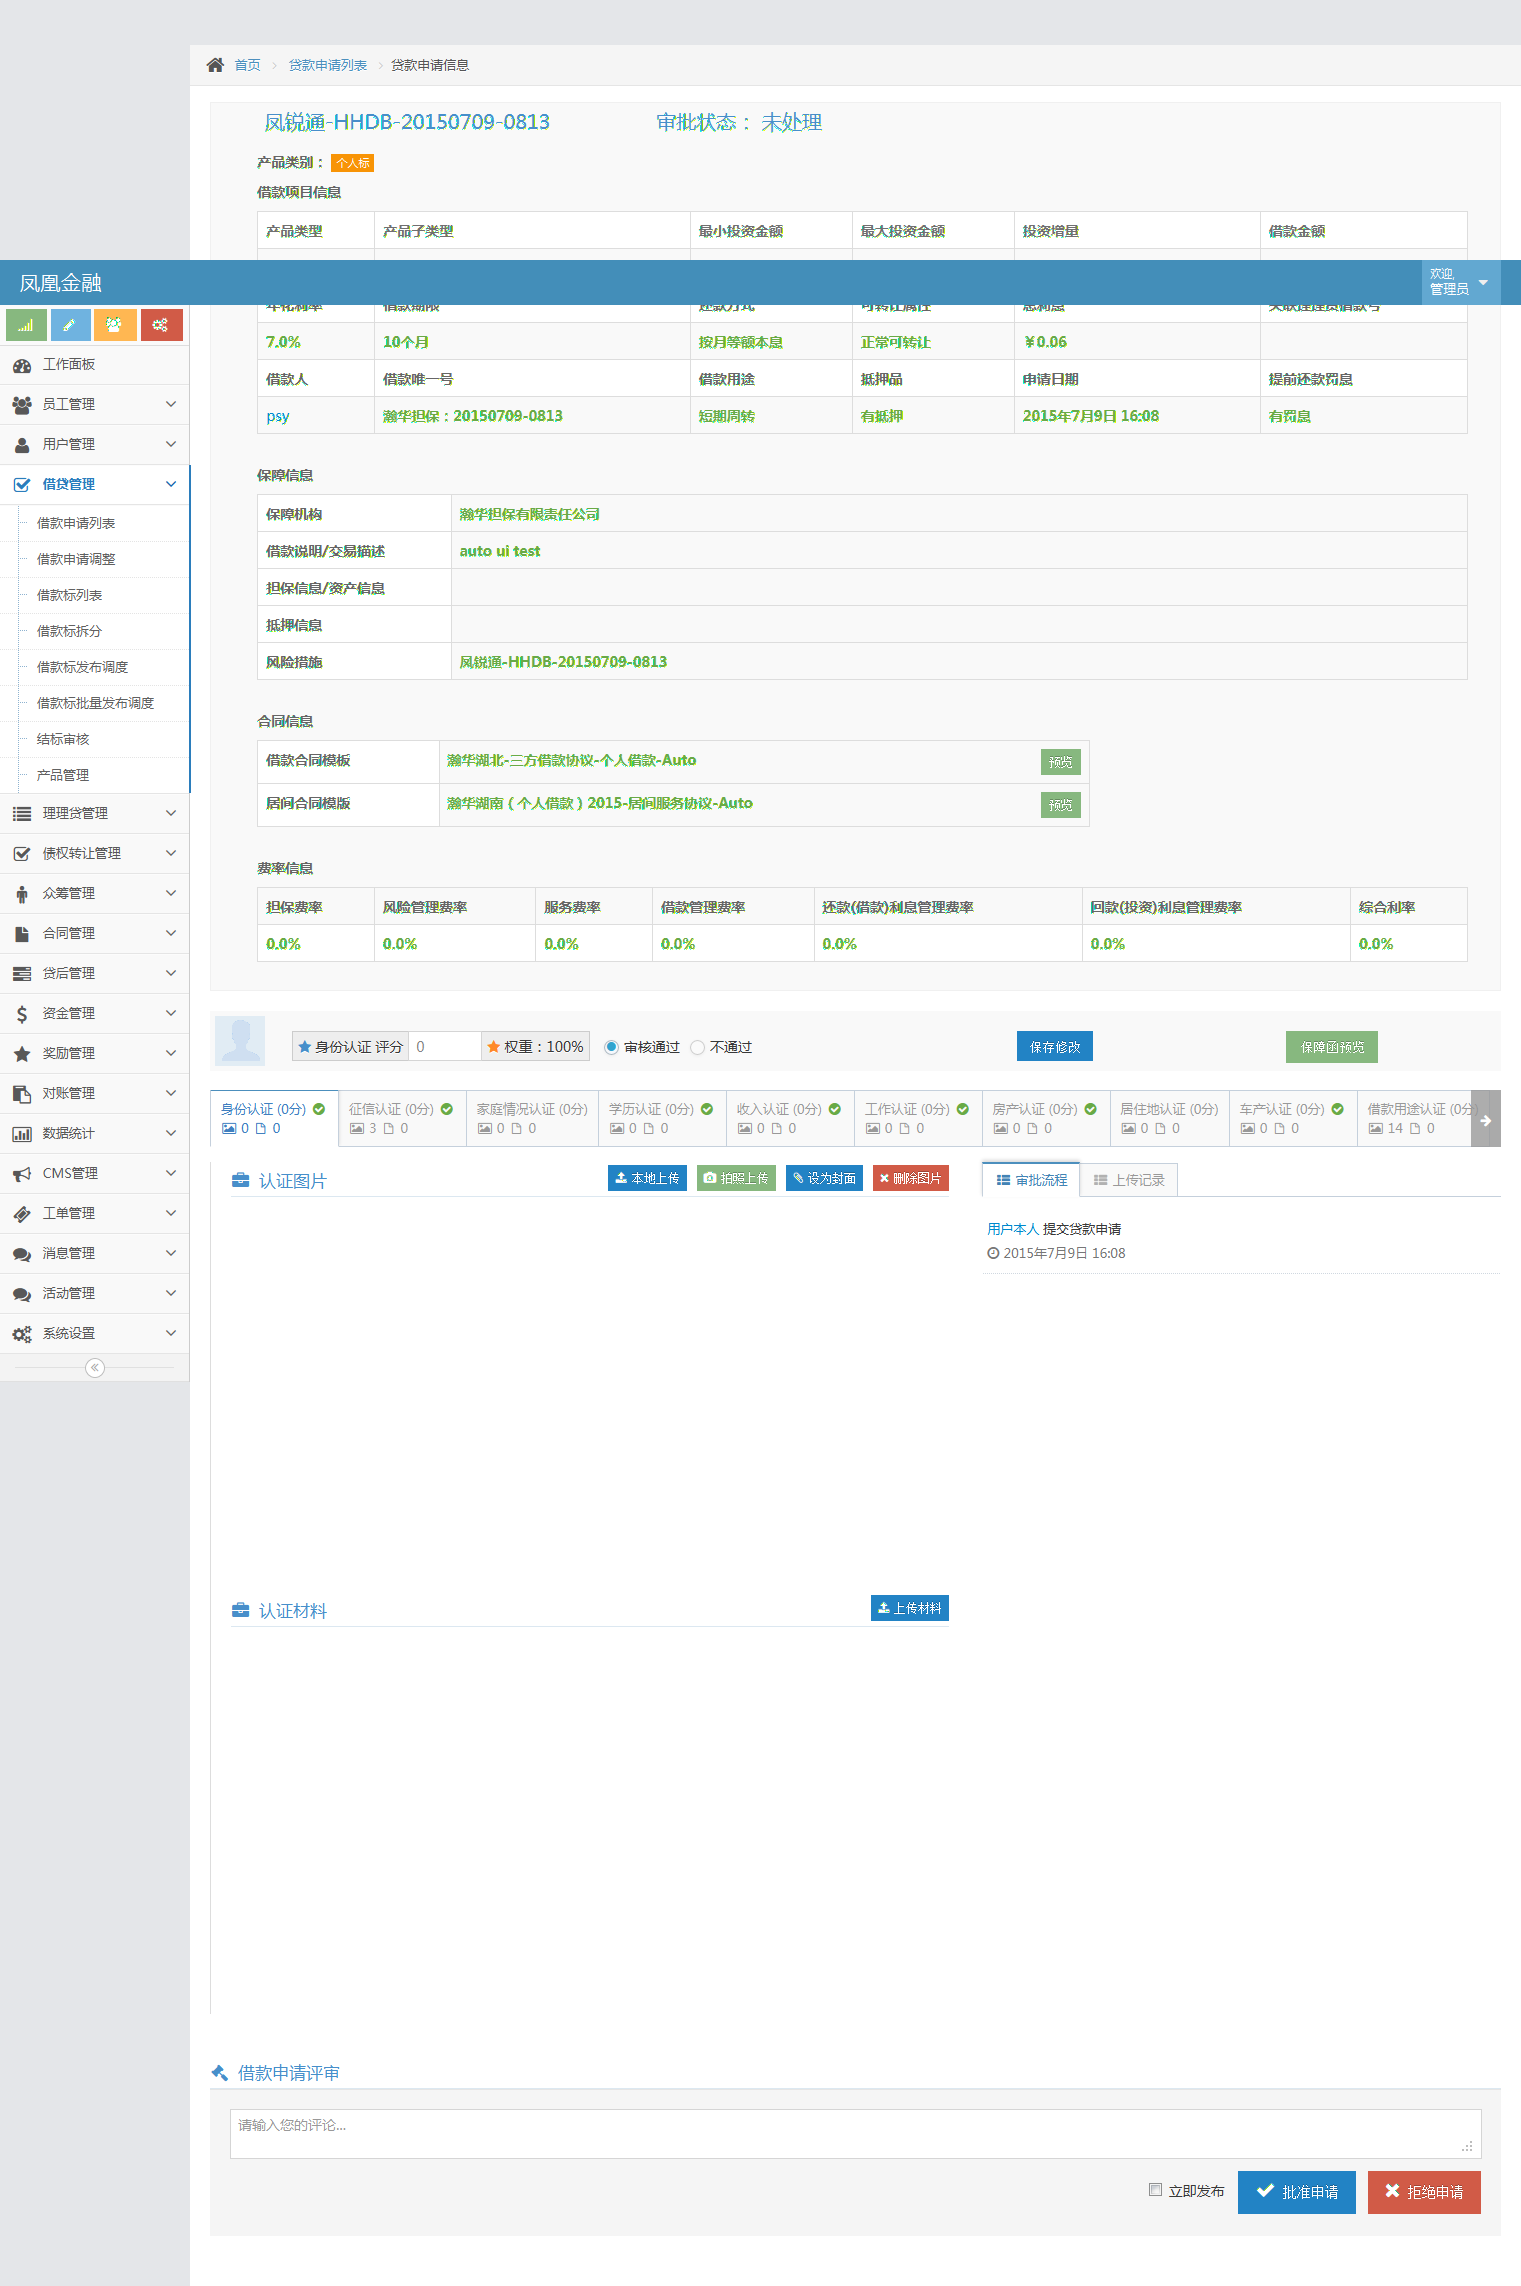 首页 贷款申请列表 贷款申请信息
凤锐通-HHDB-20150709-0813 审批状态： 未处理
产品类别： 个人标
借款项目信息
产品类型 产品子类型 最小投资金额 最大投资金额 投资增量 借款金额
凤凰金融 欢迎,
管理员
7.0% 10个月 按月等额本息 正常可转让 ￥0.06
借款人 借款唯一号 借款用途 抵押品 申请日期 提前还款罚息
psy 瀚华担保：20150709-0813 短期周转 有抵押 2015年7月9日 16:08 有罚息
保障信息
保障机构 瀚华担保有限责任公司
借款说明/交易描述 auto ui test
担保信息/资产信息
抵押信息
风险措施 凤锐通-HHDB-20150709-0813
合同信息
借款合同模板 瀚华湖北-三方借款协议-个人借款-Auto 预览
居间合同模版 瀚华湖南（个人借款）2015-居间服务协议-Auto 预览
费率信息
担保费率 风险管理费率 服务费率 借款管理费率 还款(借款)利息管理费率 回款(投资)利息管理费率 综合利率
0.0% 0.0% 0.0% 0.0% 0.0% 0.0% 0.0%
工作面板
员工管理
用户管理
借贷管理
借款申请列表
借款申请调整
借款标列表
借款标拆分
借款标发布调度
借款标批量发布调度
结标审核
产品管理
理理贷管理
债权转让管理
众筹管理
合同管理
贷后管理
资金管理
奖励管理
对账管理
数据统计
CMS管理
工单管理
消息管理
活动管理
系统设置
身份认证 评分 0 权重：100% 审核通过 不通过 保存修改 保障函预览
身份认证 (0分) 征信认证 (0分) 家庭情况认证 (0分) 学历认证 (0分) 收入认证 (0分) 工作认证 (0分) 房产认证 (0分) 居住地认证 (0分) 车产认证 (0分) 借款用途认证 (0分)
0 0 3 0 0 0 0 0 0 0 0 0 0 0 0 0 0 0 14 0
认证图片 本地上传 拍照上传 设为封面 删除图片 审批流程 上传记录
用户本人 提交贷款申请
2015年7月9日 16:08
认证材料 上传材料
借款申请评审
请输入您的评论...
立即发布 批准申请 拒绝申请